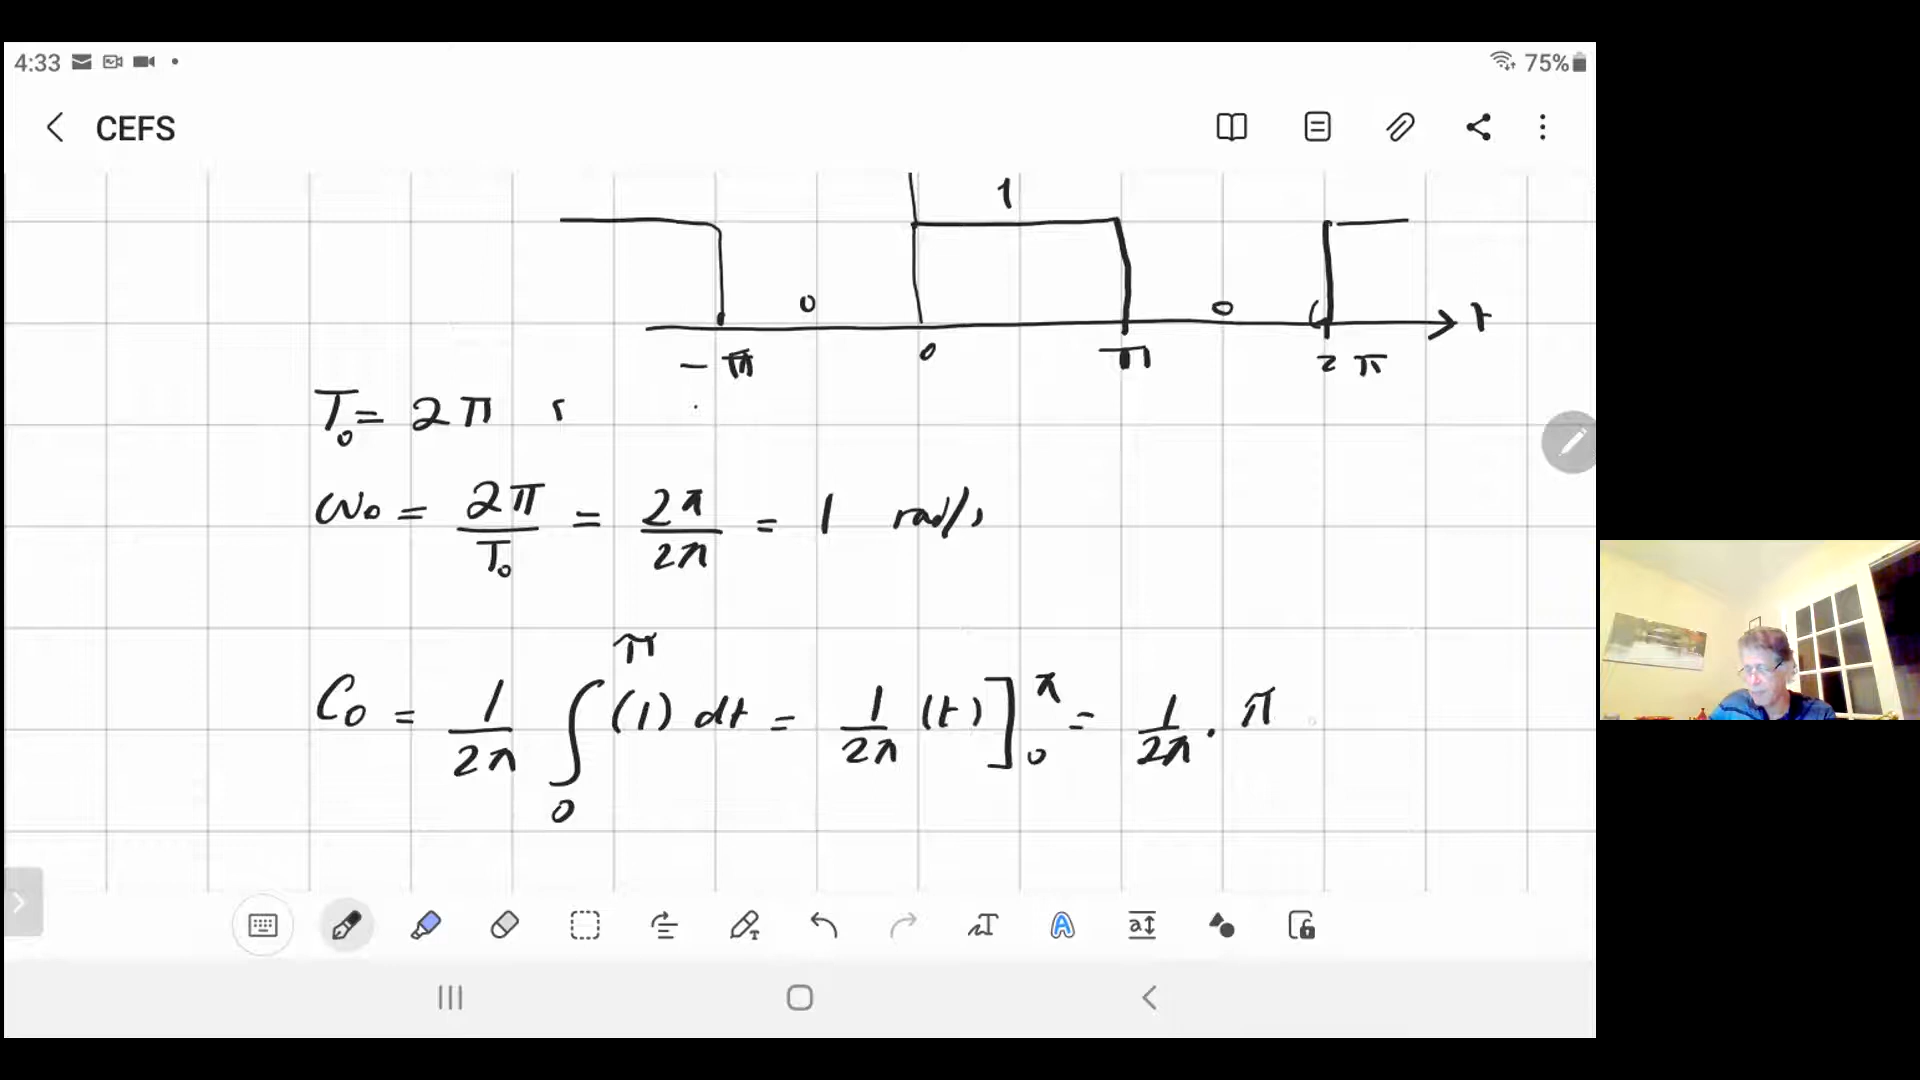 4:33 75%
CEFS
1
0 0 t
-π 0 π 2π
T₀ = 2π s
ω₀ = 2π/T₀ = 2π/2π = 1 rad/s
C₀ = 1/2π ∫₀^π (1) dt = 1/2π (t)]₀^π = 1/2π · π